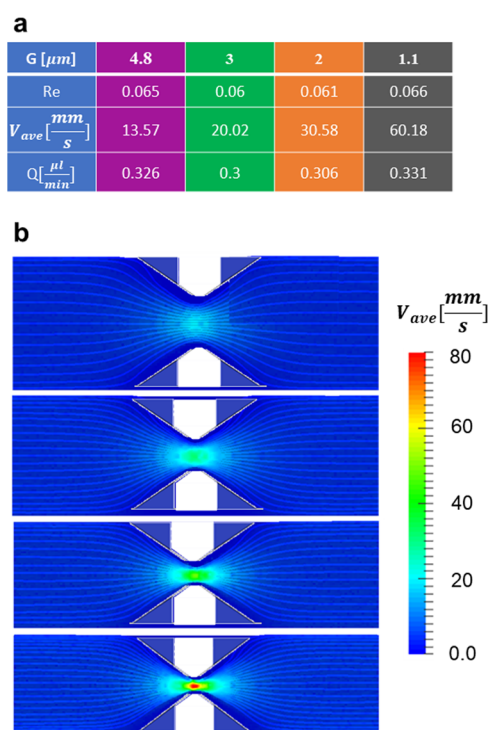 a
G [μm] 4.8 3 2 1.1
Re 0.065 0.06 0.061 0.066
V_ave[mm/s] 13.57 20.02 30.58 60.18
Q[μl/min] 0.326 0.3 0.306 0.331
b
V_ave[mm/s]
80
60
40
20
0.0